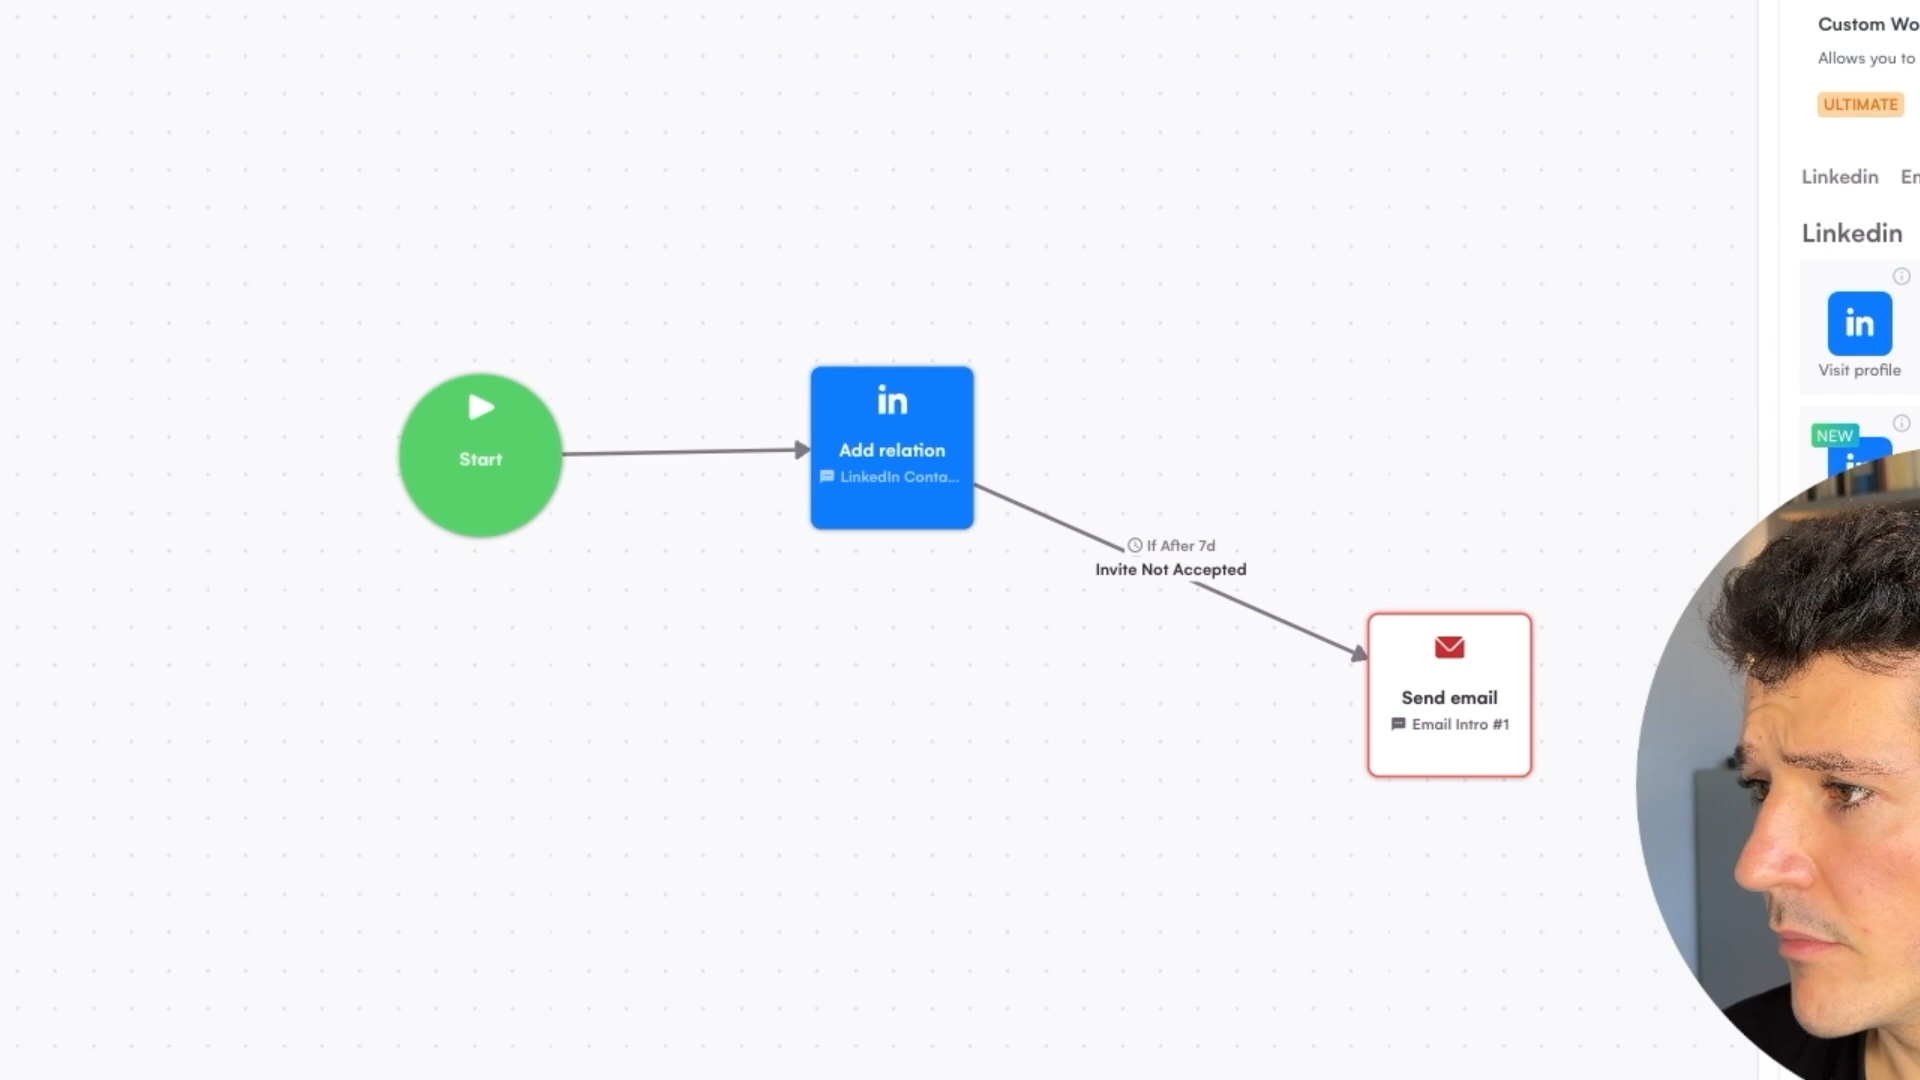 Start
in
Add relation
LinkedIn Conta...
If After 7d
Invite Not Accepted
Send email
Email Intro #1
Custom Wo
Allows you to
ULTIMATE
Linkedin En
Linkedin
in
Visit profile
NEW
in